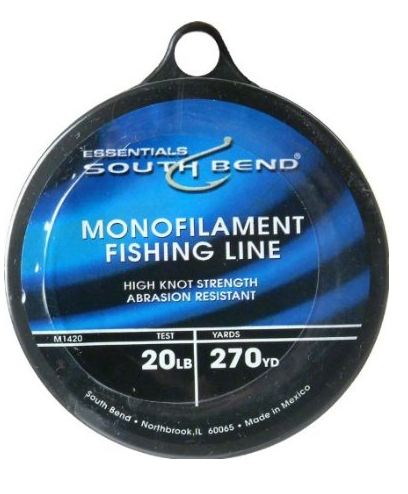 ESSENTIALS
SOUTH BEND®
MONOFILAMENT
FISHING LINE
HIGH KNOT STRENGTH
ABRASION RESISTANT
M1420 TEST YARDS
20LB 270YD
South Bend • Northbrook, IL 60065 • Made in Mexico